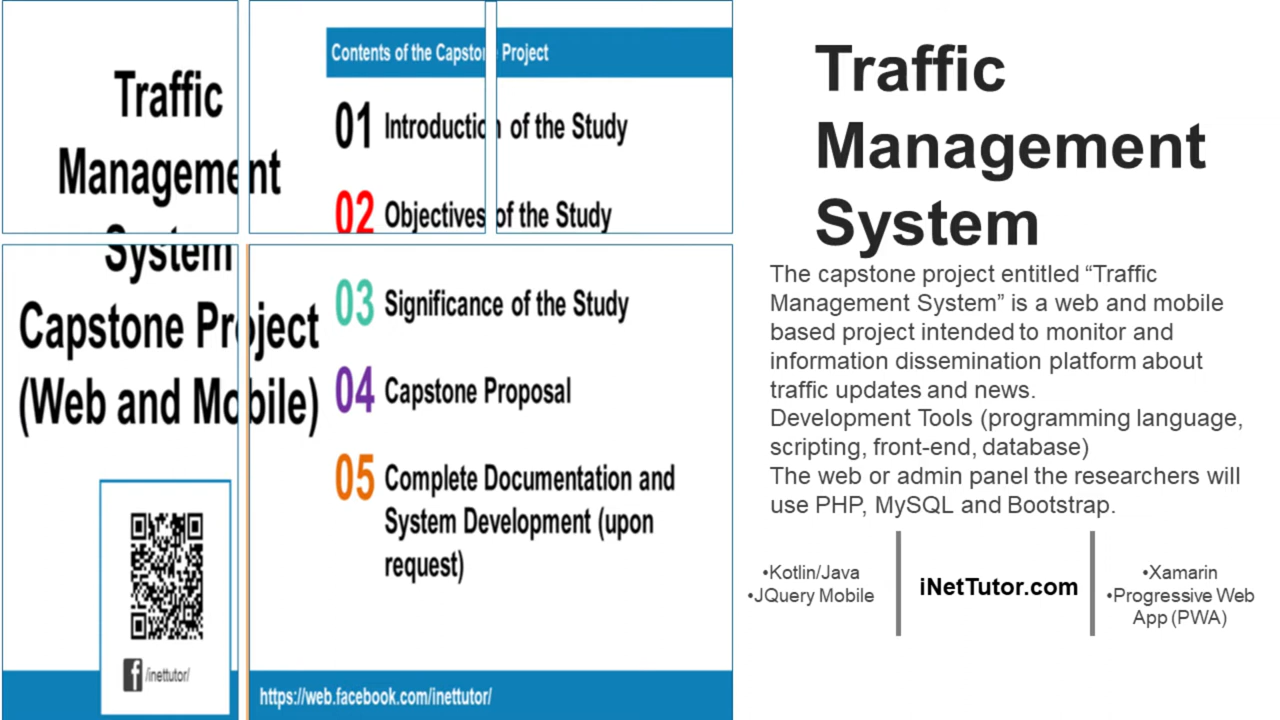 Traffic
Management
System
Capstone Project
(Web and Mobile)
/inettutor/
Contents of the Capstone Project
01 Introduction of the Study
02 Objectives of the Study
03 Significance of the Study
04 Capstone Proposal
05 Complete Documentation and
System Development (upon
request)
https://web.facebook.com/inettutor/
Traffic
Management
System
The capstone project entitled “Traffic
Management System” is a web and mobile
based project intended to monitor and
information dissemination platform about
traffic updates and news.
Development Tools (programming language,
scripting, front-end, database)
The web or admin panel the researchers will
use PHP, MySQL and Bootstrap.
•Kotlin/Java
•JQuery Mobile
iNetTutor.com
•Xamarin
•Progressive Web
App (PWA)